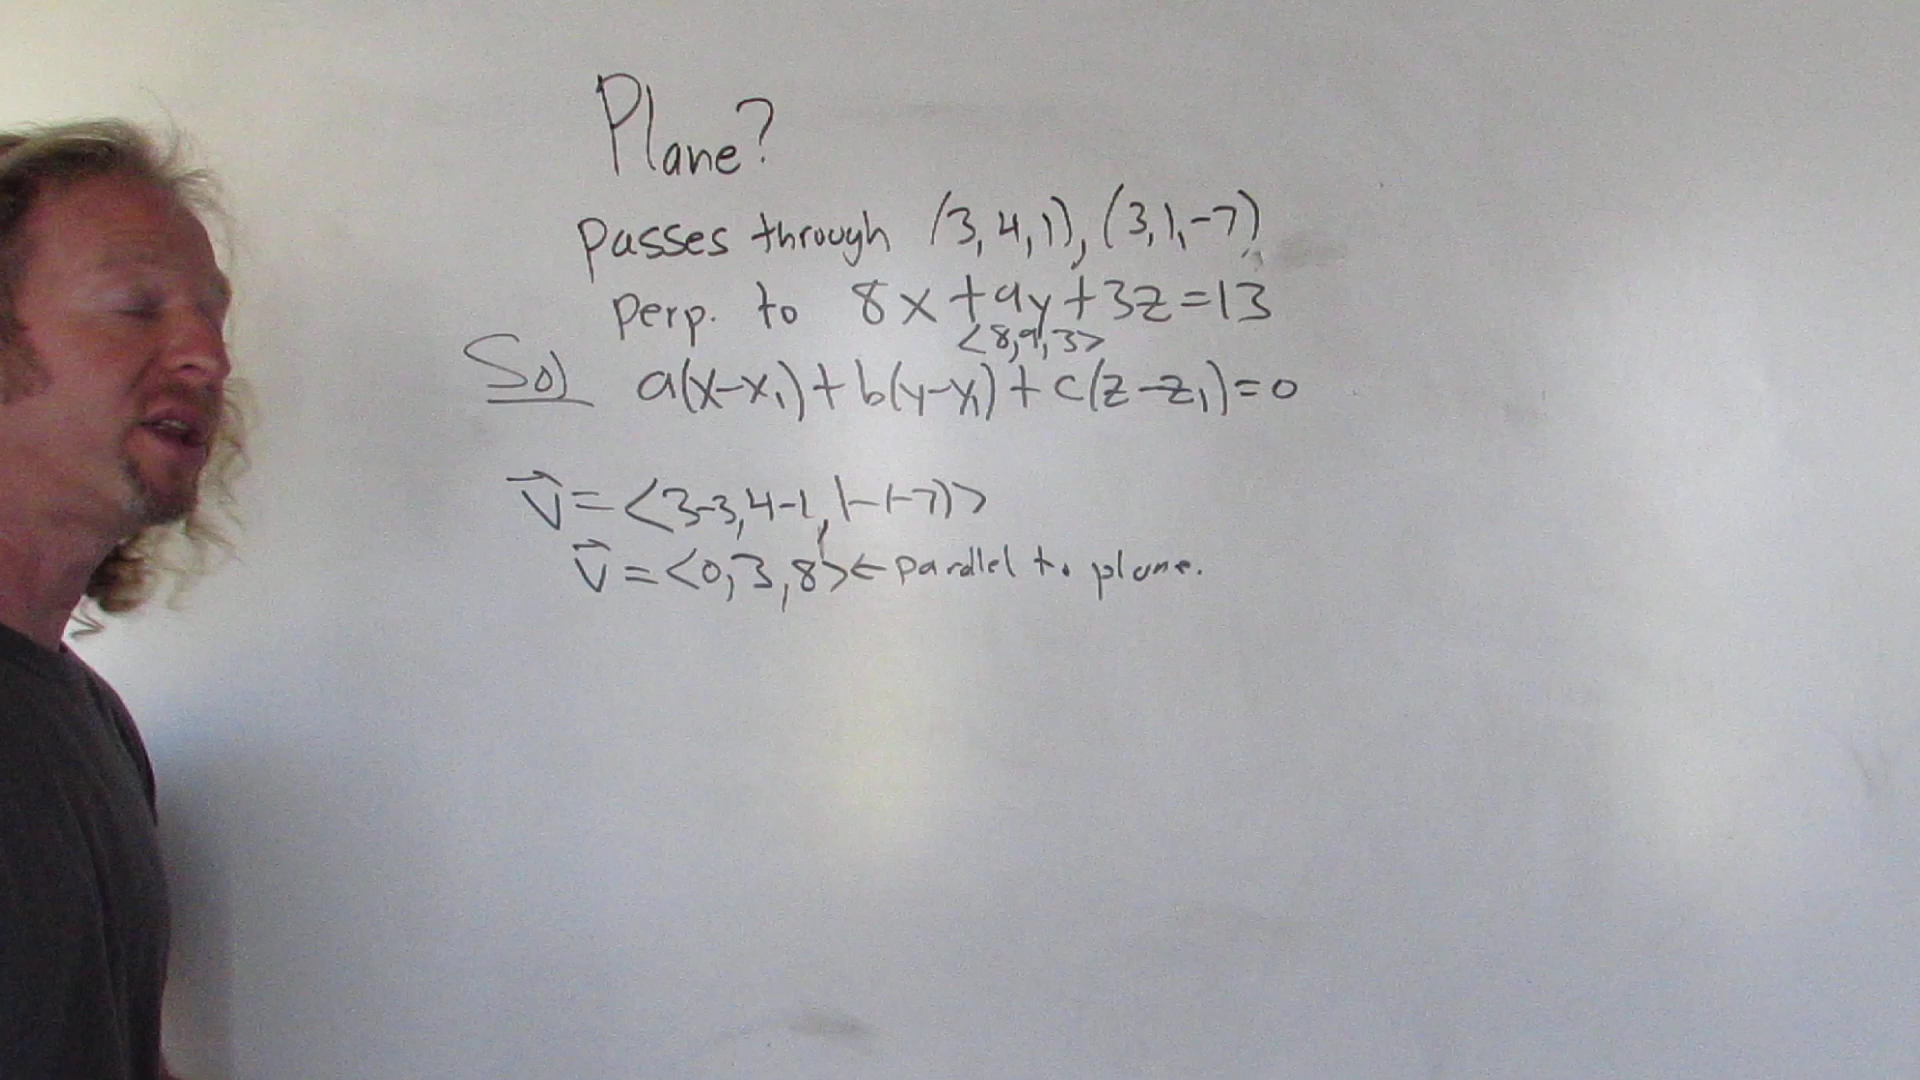 Plane?
passes through (3,4,1), (3,1,-7)
perp. to 8x+9y+3z=13
<8,9,3>
Sol a(x-x₁)+b(y-y₁)+c(z-z₁)=0
v⃗=<3-3,4-1,1-(-7)>
v⃗=<0,3,8>← parallel to plane.